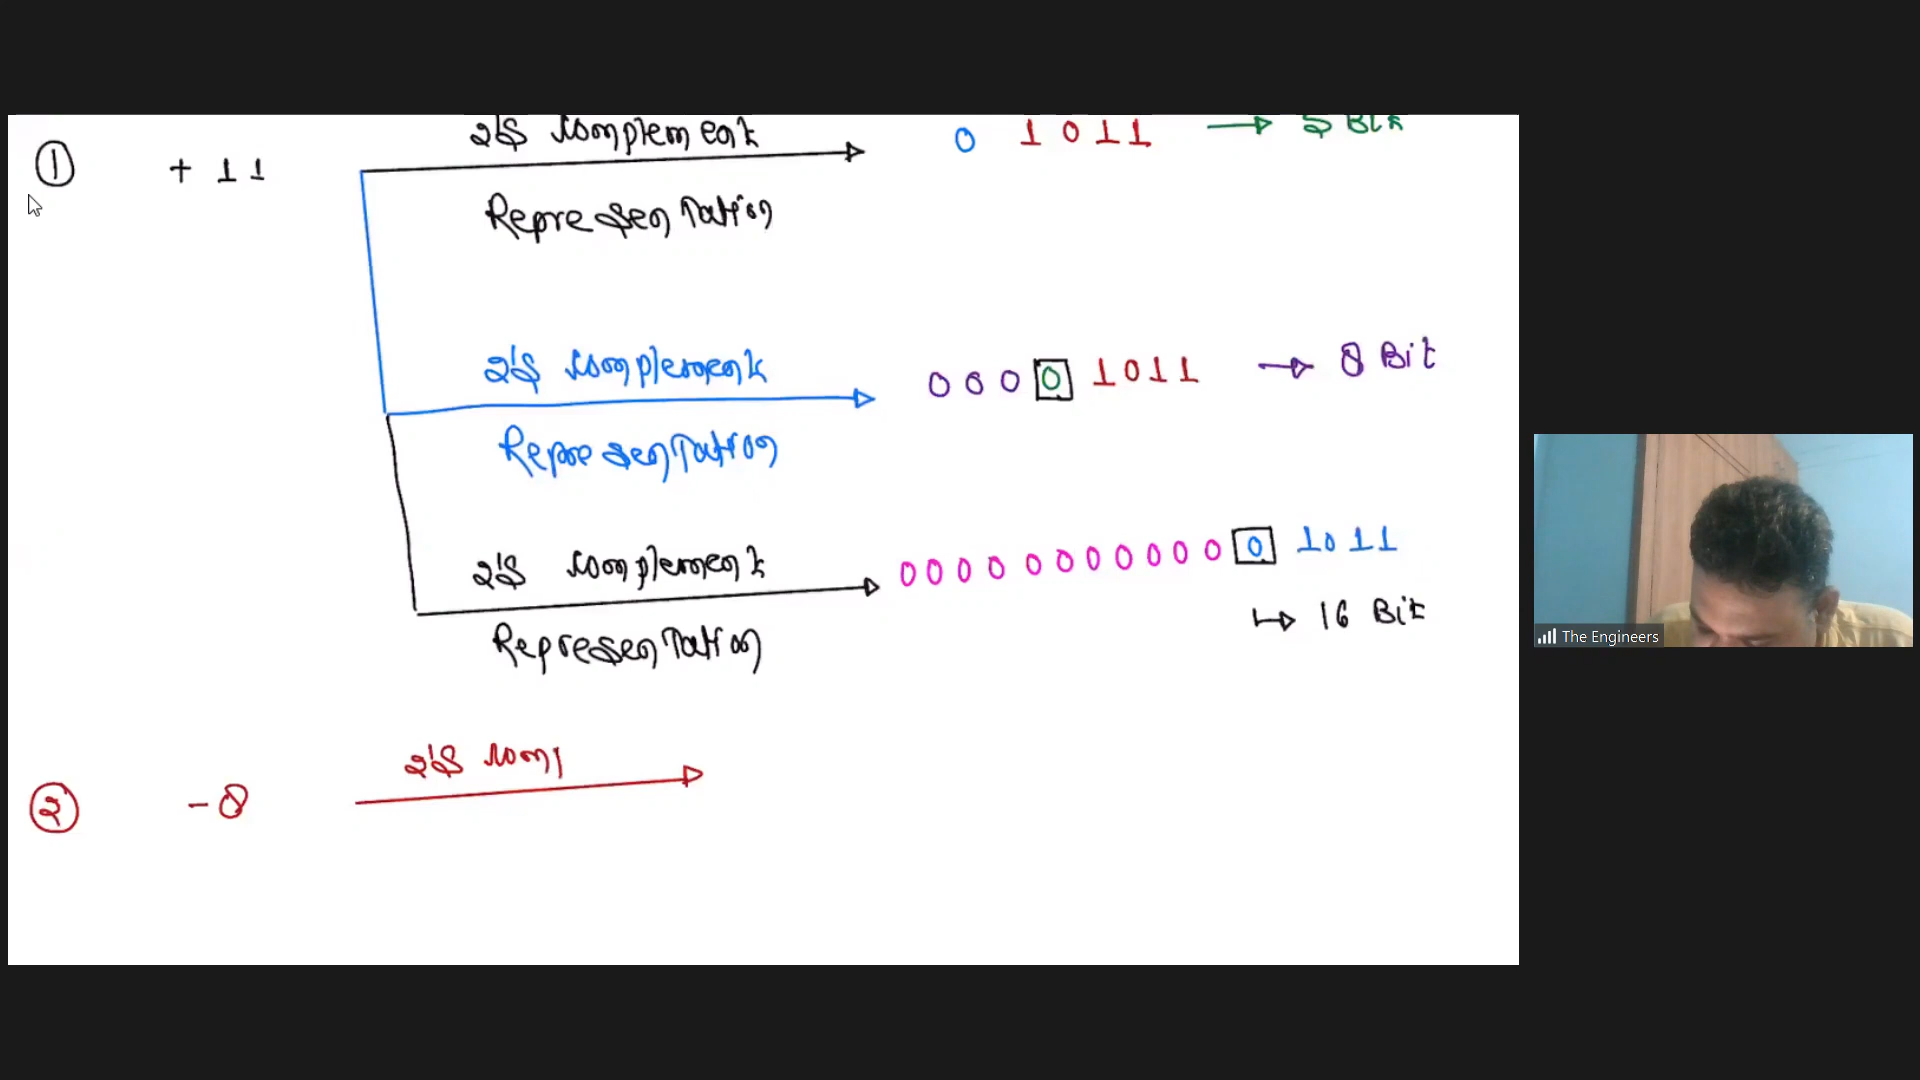 2's complement
0 1011 → 5 Bit
① + 11
Representation
2's complement
000 0 1011 → 8 Bit
Representation
2's complement
00000000000 0 1011
↳ 16 Bit
Representation
The Engineers
2's com
② - 8